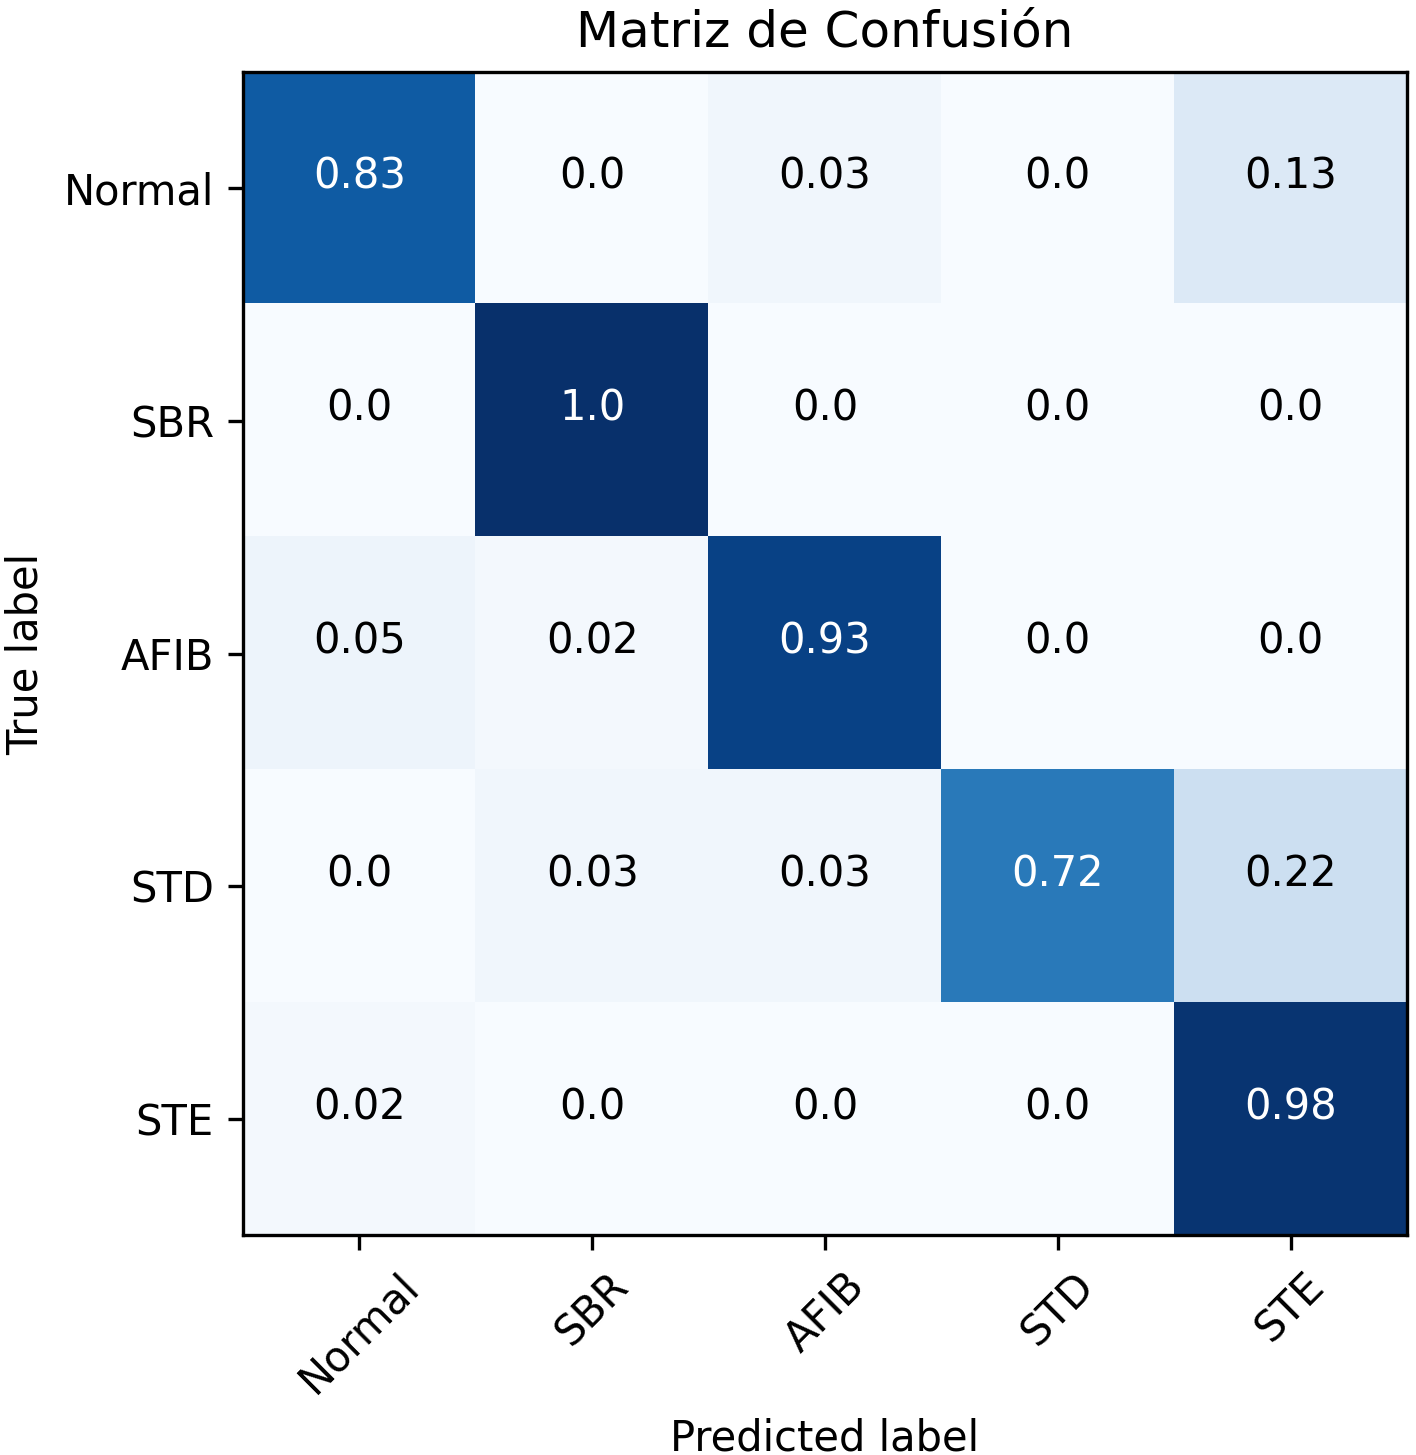 Matriz de Confusión
True label
Normal 0.83 0.0 0.03 0.0 0.13
SBR 0.0 1.0 0.0 0.0 0.0
AFIB 0.05 0.02 0.93 0.0 0.0
STD 0.0 0.03 0.03 0.72 0.22
STE 0.02 0.0 0.0 0.0 0.98
Normal SBR AFIB STD STE
Predicted label